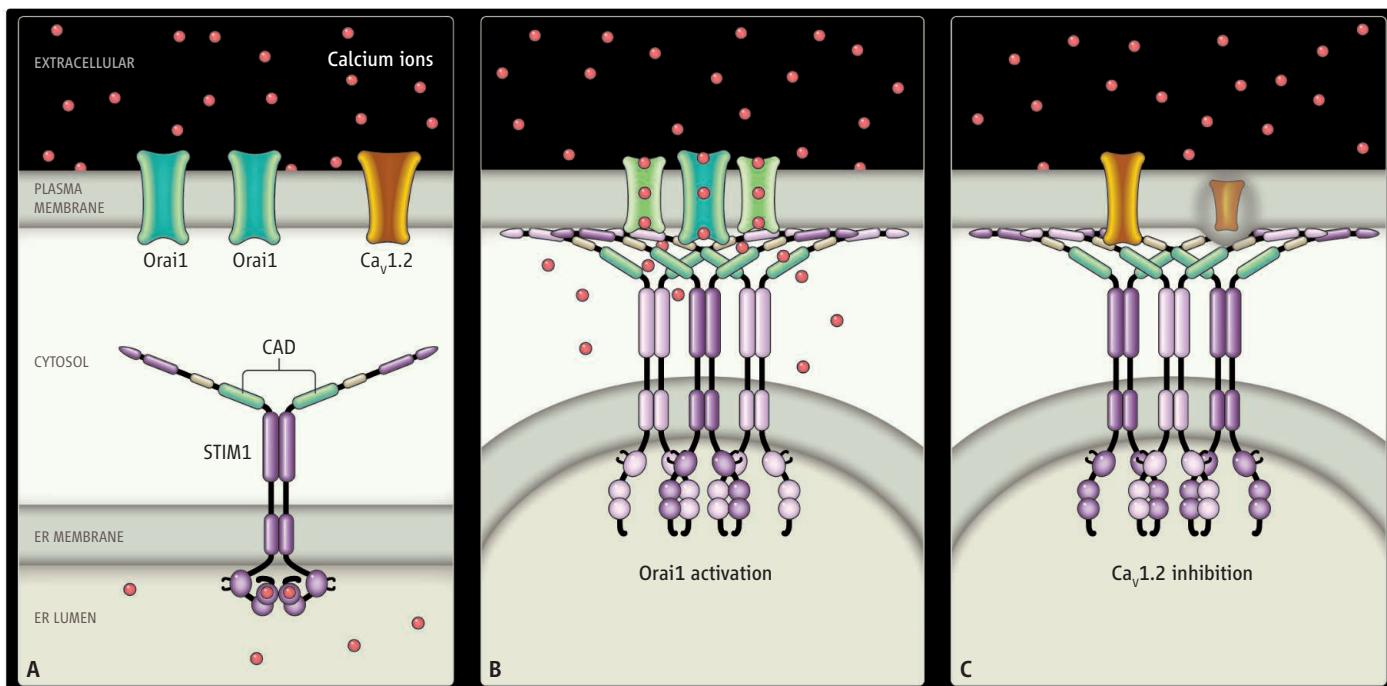 EXTRACELLULAR
Calcium ions
PLASMA
MEMBRANE
Orai1
Orai1
CaV1.2
CYTOSOL
CAD
STIM1
ER MEMBRANE
ER LUMEN
A
Orai1 activation
B
CaV1.2 inhibition
C